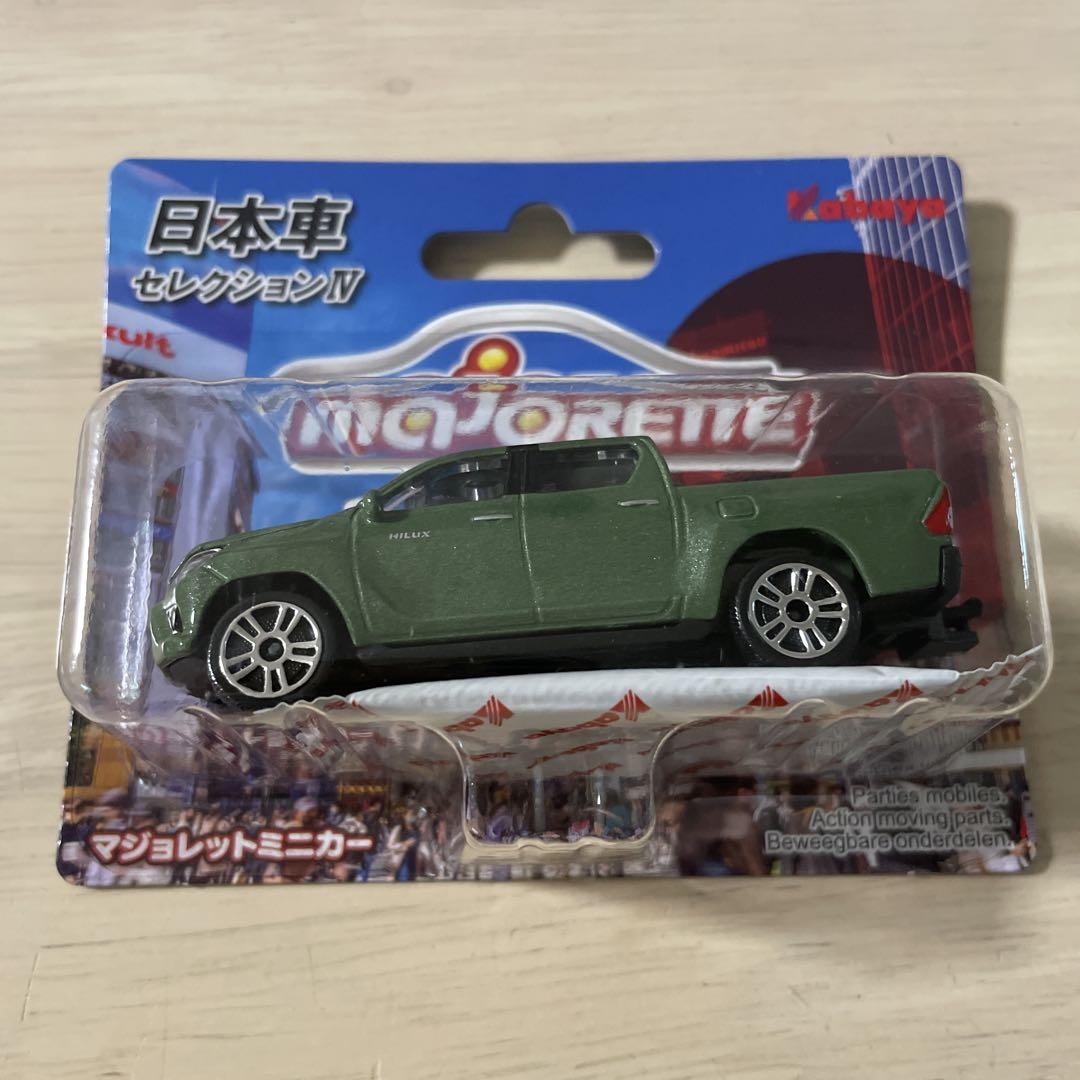 日本車
セレクションⅣ
Kabaya
kult
majorette
HILUX
マジョレットミニカー
Parties mobiles.
Action moving parts.
Beweegbare onderdelen.